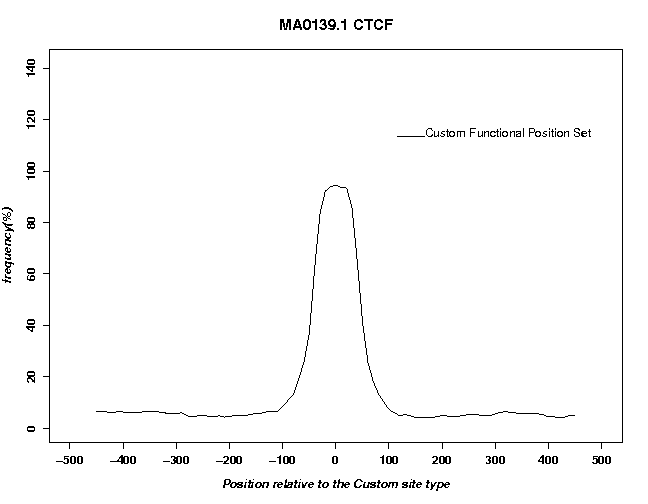 MA0139.1 CTCF
140
120
100
80
60
40
20
0
frequency(%)
Custom Functional Position Set
−500 −400 −300 −200 −100 0 100 200 300 400 500
Position relative to the Custom site type